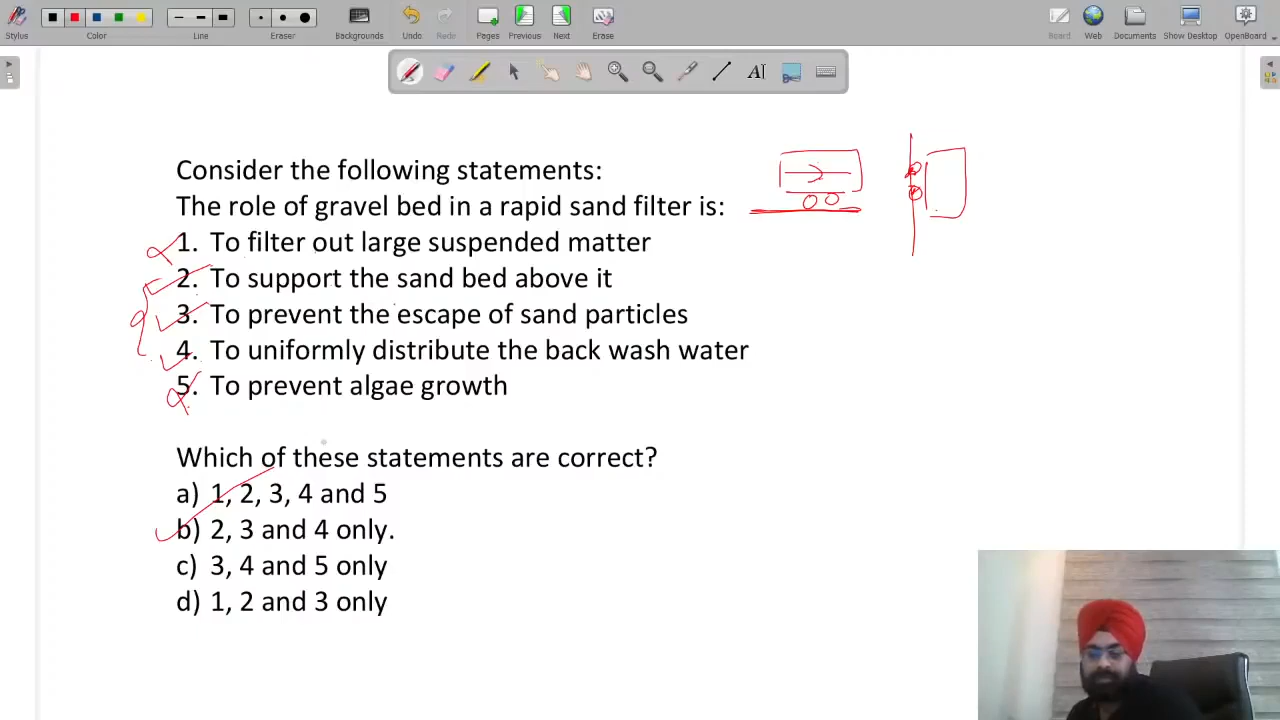 Stylus
Color
Line
Eraser
Backgrounds
Undo
Redo
Pages
Previous
Next
Erase
Board
Web
Documents
Show Desktop
OpenBoard
Consider the following statements:
The role of gravel bed in a rapid sand filter is:
1. To filter out large suspended matter
2. To support the sand bed above it
3. To prevent the escape of sand particles
4. To uniformly distribute the back wash water
5. To prevent algae growth
Which of these statements are correct?
a) 1, 2, 3, 4 and 5
b) 2, 3 and 4 only.
c) 3, 4 and 5 only
d) 1, 2 and 3 only